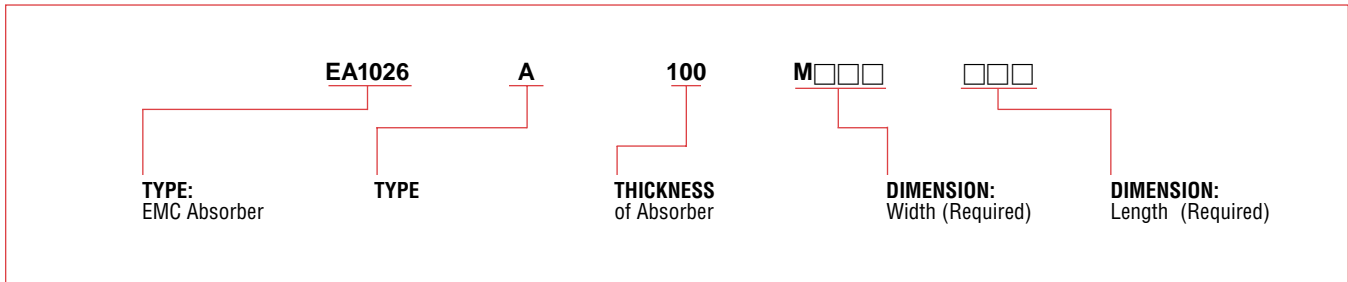 EA1026 A 100 M□□□ □□□
TYPE: TYPE THICKNESS DIMENSION: DIMENSION:
EMC Absorber of Absorber Width (Required) Length (Required)